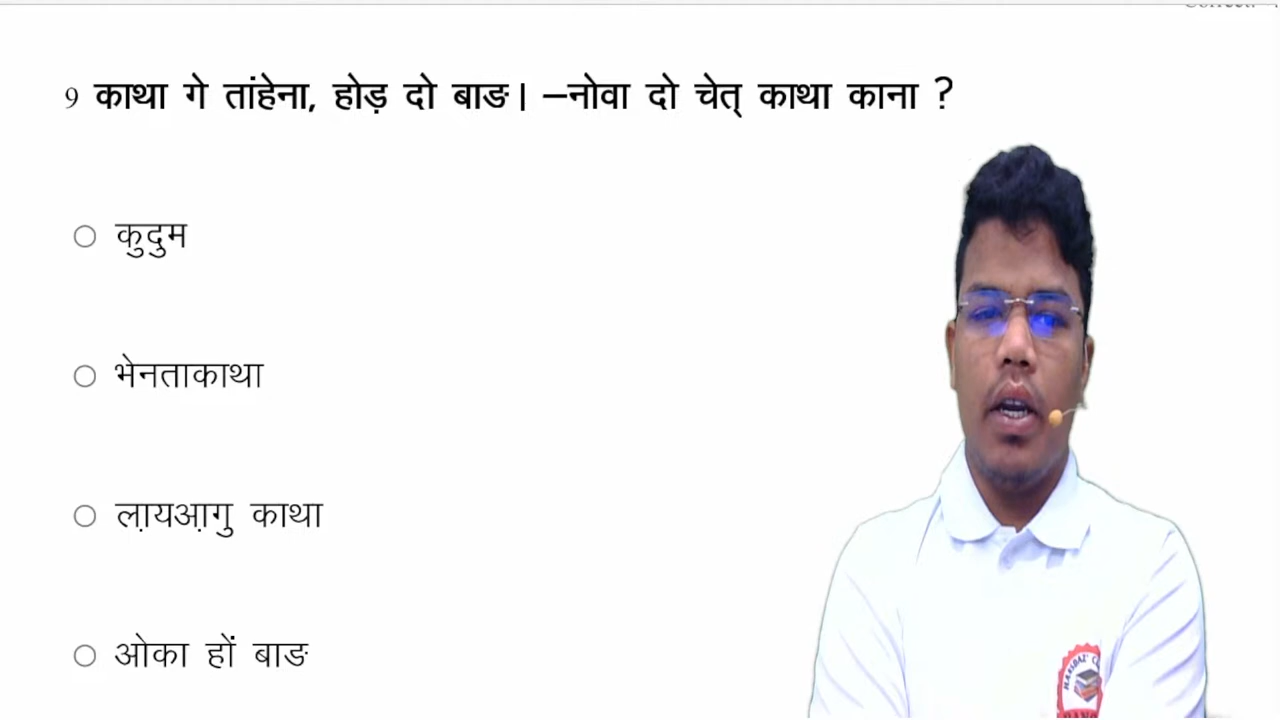 9 काथा गे तांहेना, होड़ दो बाङ। –नोवा दो चेत् काथा काना ?
कुदुम
भेनताकाथा
ला़यआ़गु काथा
ओका हों बाङ